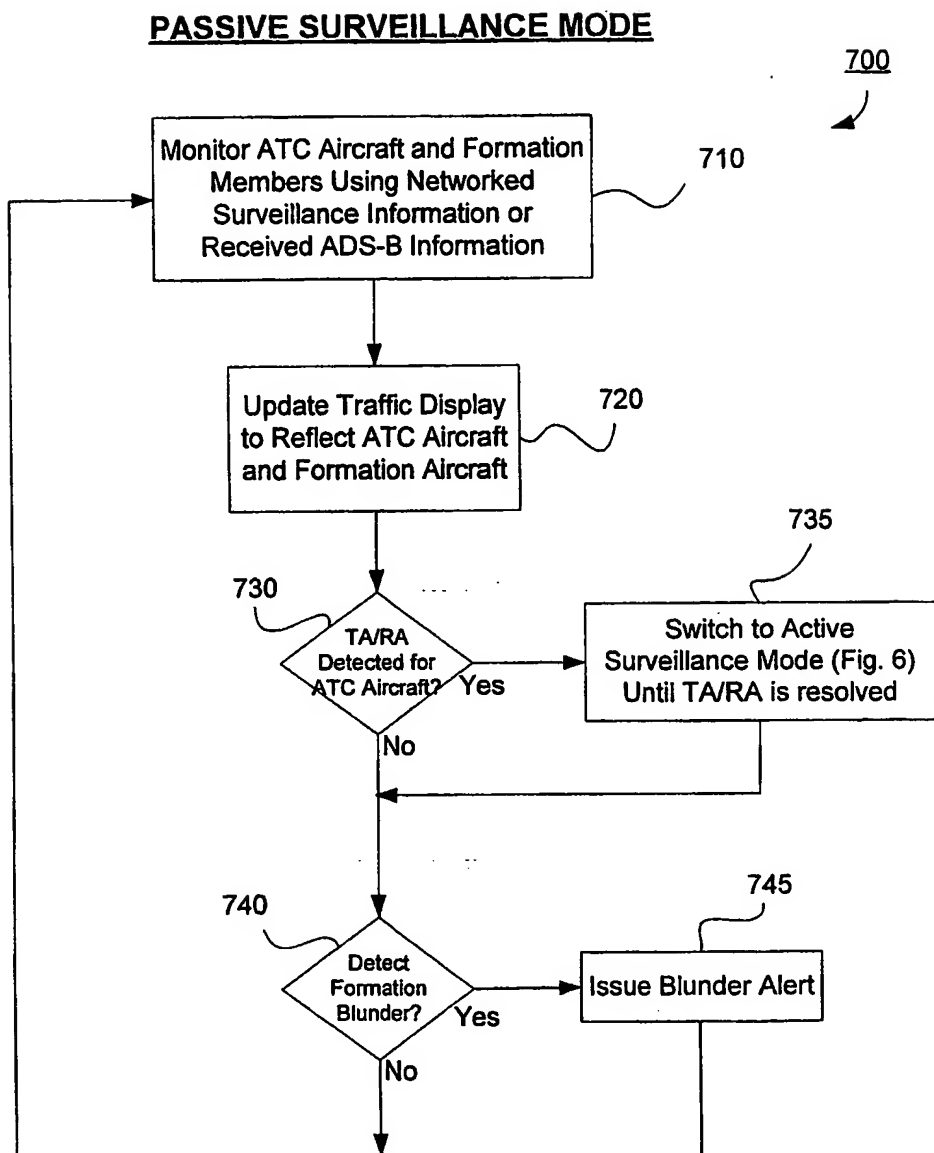 PASSIVE SURVEILLANCE MODE
700
Monitor ATC Aircraft and Formation
Members Using Networked
Surveillance Information or
Received ADS-B Information
710
Update Traffic Display
to Reflect ATC Aircraft
and Formation Aircraft
720
730
TA/RA
Detected for
ATC Aircraft?
Yes
No
735
Switch to Active
Surveillance Mode (Fig. 6)
Until TA/RA is resolved
740
Detect
Formation
Blunder?
Yes
No
745
Issue Blunder Alert